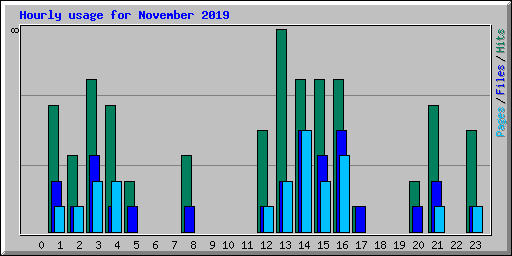 Hourly usage for November 2019
8
Pages/Files/Hits
0 1 2 3 4 5 6 7 8 9 10 11 12 13 14 15 16 17 18 19 20 21 22 23